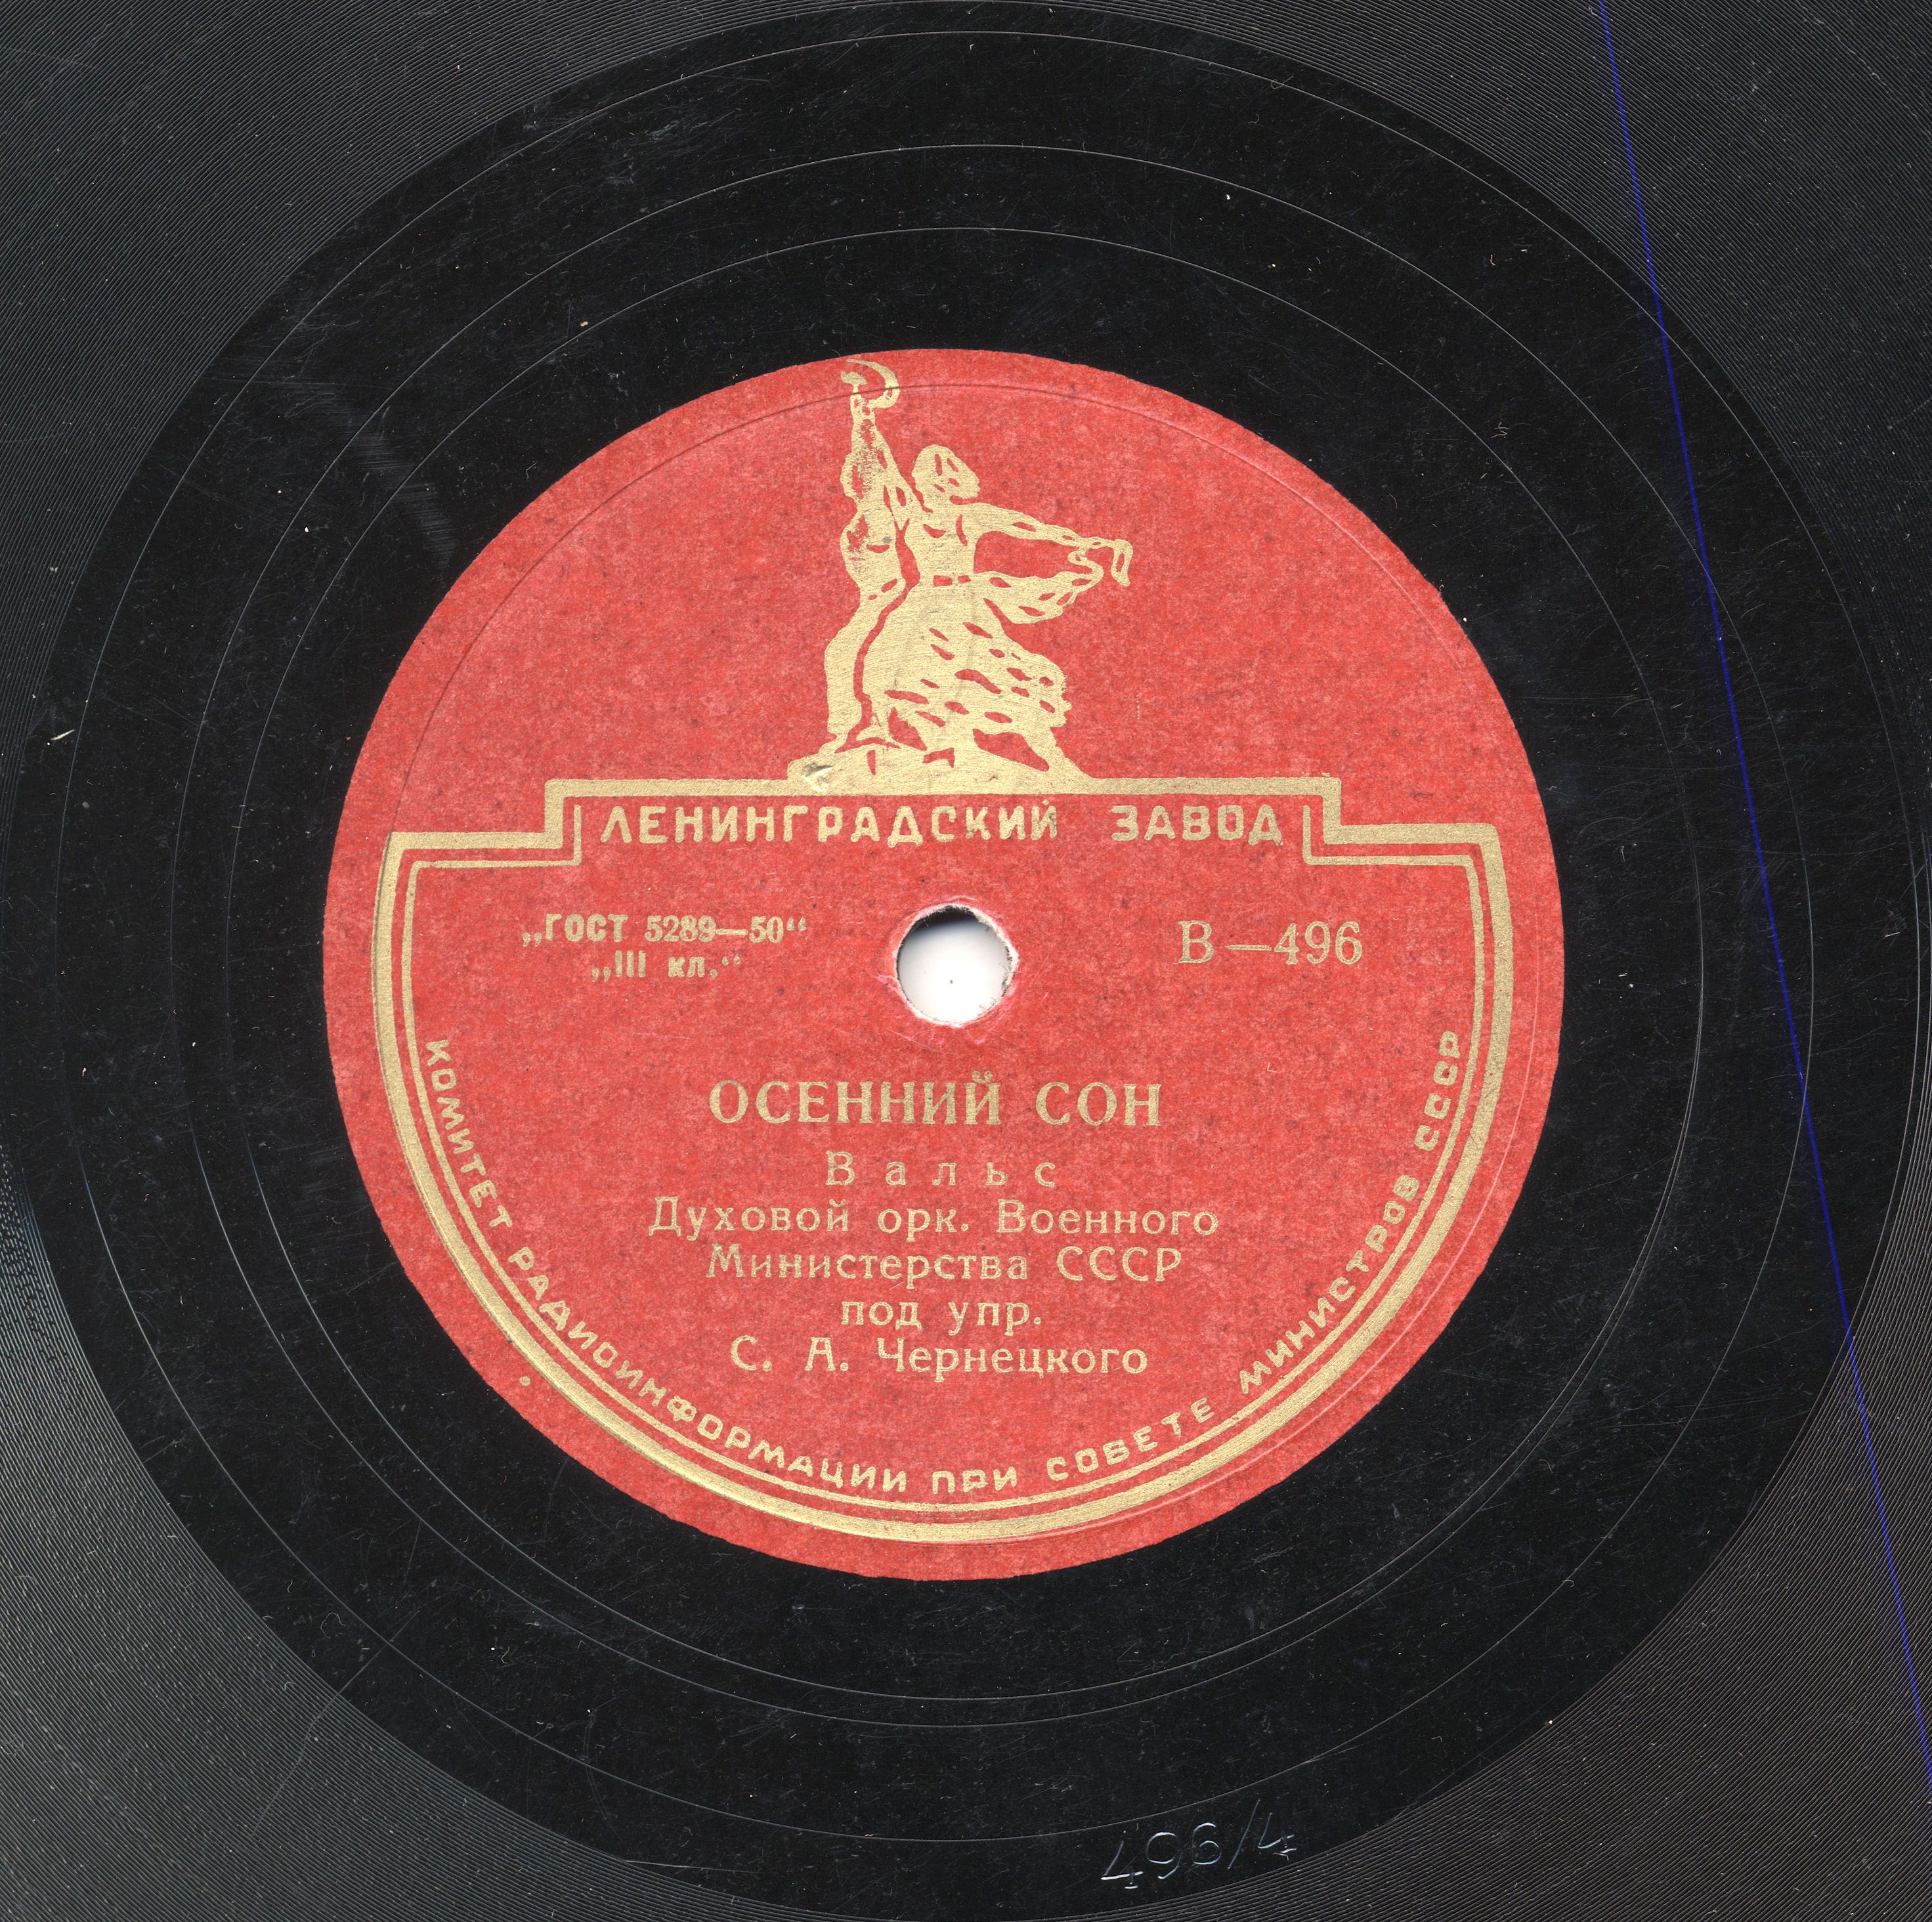 ЛЕНИНГРАДСКИЙ ЗАВОД
„ГОСТ 5289—50“
„III кл.“
В—496
ОСЕННИЙ СОН
Вальс
Духовой орк. Военного
Министерства СССР
под упр.
С. А. Чернецкого
КОМИТЕТ РАДИОИНФОРМАЦИИ ПРИ СОВЕТЕ МИНИСТРОВ СССР
496/4